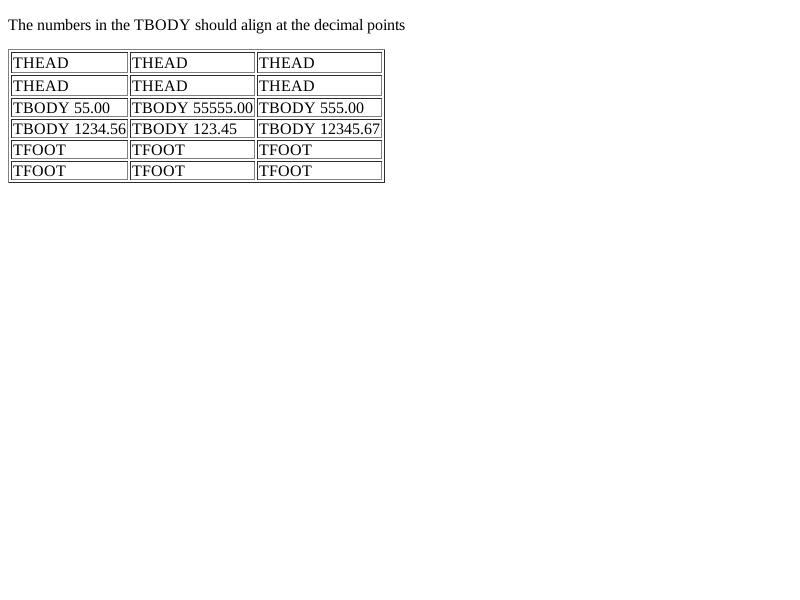 The numbers in the TBODY should align at the decimal points
THEAD THEAD THEAD
THEAD THEAD THEAD
TBODY 55.00 TBODY 55555.00 TBODY 555.00
TBODY 1234.56 TBODY 123.45 TBODY 12345.67
TFOOT TFOOT TFOOT
TFOOT TFOOT TFOOT